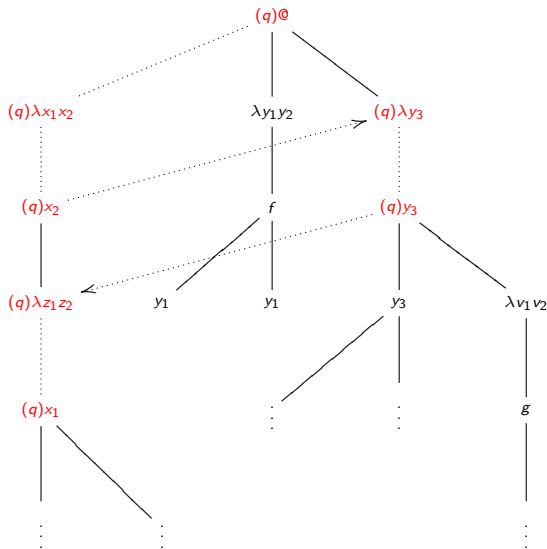 (q)@
(q)λx₁x₂ λy₁y₂ (q)λy₃
(q)x₂ f (q)y₃
(q)λz₁z₂ y₁ y₁ y₃ λv₁v₂
(q)x₁ ⋮ ⋮ g
⋮ ⋮ ⋮